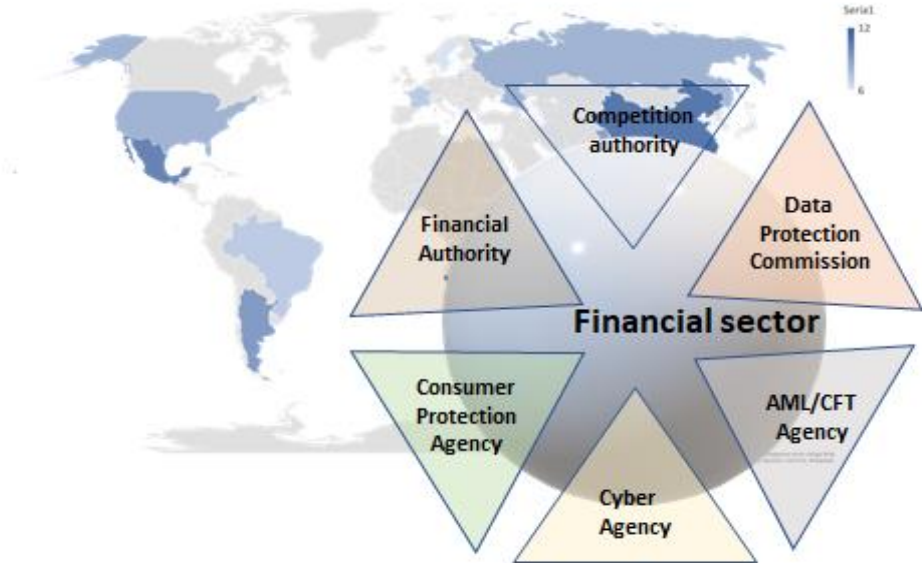 Serie1
12
6
Competition
authority
Financial
Authority
Data
Protection
Commission
Financial sector
Consumer
Protection
Agency
AML/CFT
Agency
Cyber
Agency